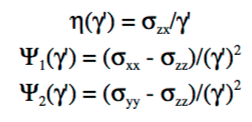 η(γ̇) = σzx/γ̇
Ψ1(γ̇) = (σxx - σzz)/(γ̇)²
Ψ2(γ̇) = (σyy - σzz)/(γ̇)²